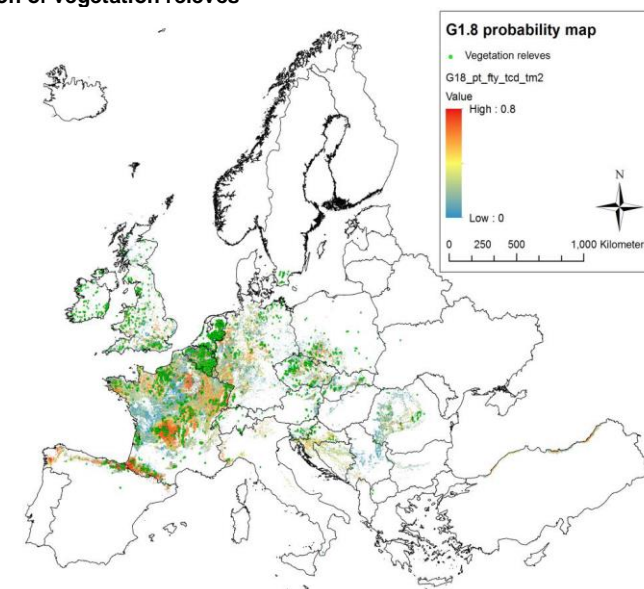 on of vegetation releves
G1.8 probability map
Vegetation releves
G18_pt_fty_tcd_tm2
Value
High : 0.8
Low : 0
N
0 250 500 1,000 Kilometer